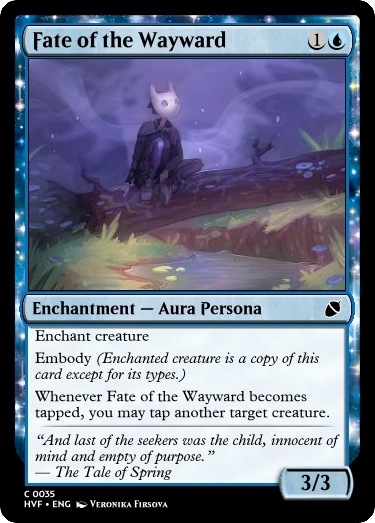 Fate of the Wayward 1
Enchantment — Aura Persona
Enchant creature
Embody (Enchanted creature is a copy of this
card except for its types.)
Whenever Fate of the Wayward becomes
tapped, you may tap another target creature.
“And last of the seekers was the child, innocent of
mind and empty of purpose.”
— The Tale of Spring
3/3
C 0035
HVF • ENG Veronika Firsova